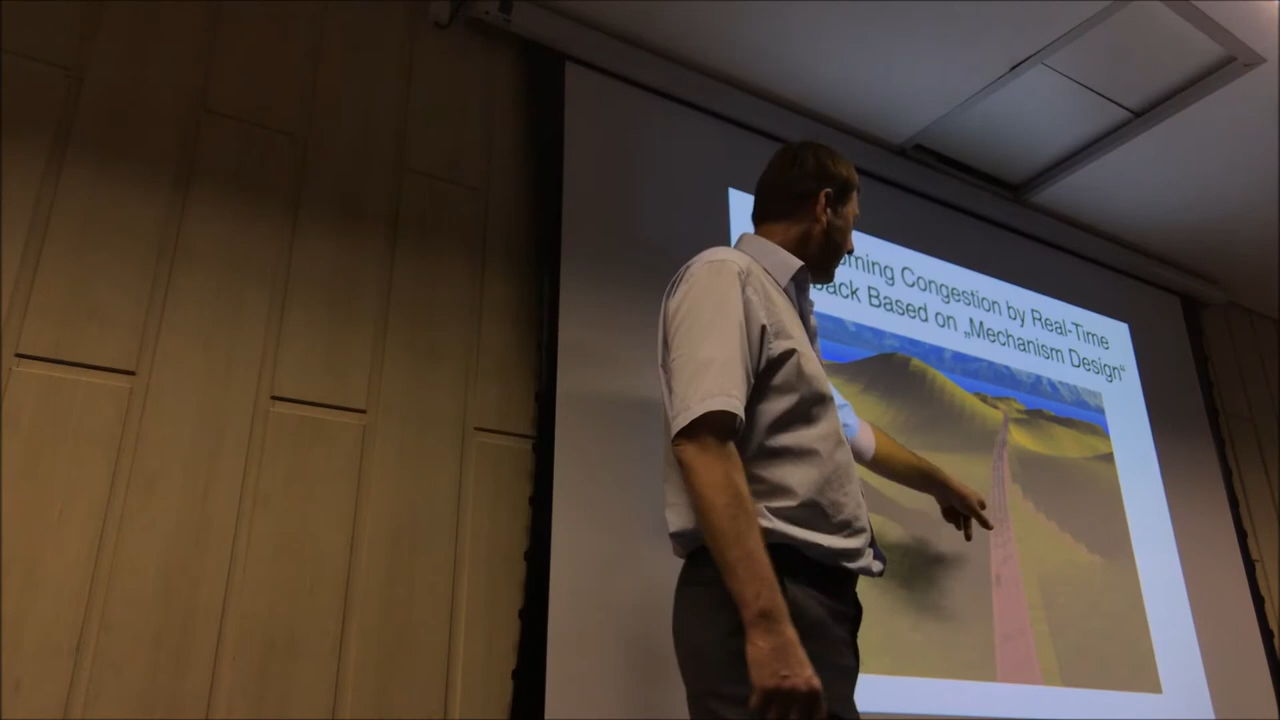 oming Congestion by Real-Time
back Based on „Mechanism Design“